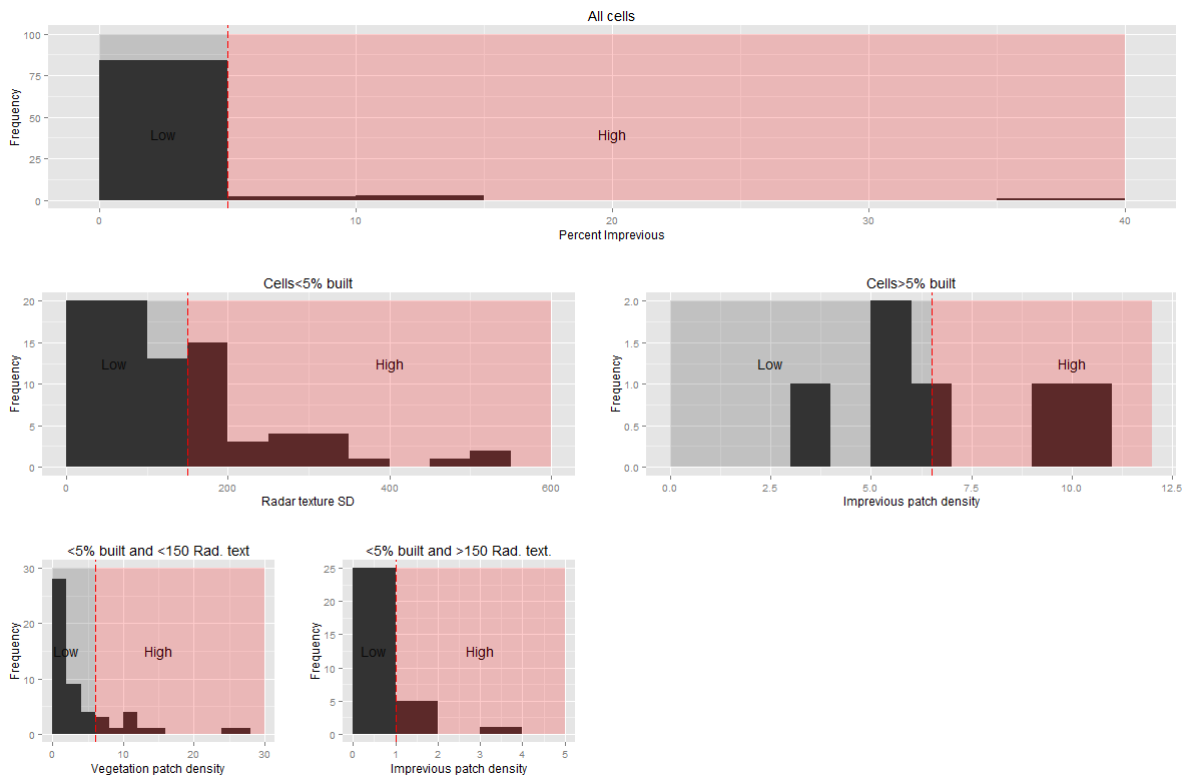 All cells
Frequency
100
75
50
25
0
Low
High
0 10 20 30 40
Percent Imprevious
Cells<5% built
Frequency
20
15
10
5
0
Low
High
0 200 400 600
Radar texture SD
Cells>5% built
Frequency
2.0
1.5
1.0
0.5
0.0
Low
High
0.0 2.5 5.0 7.5 10.0 12.5
Imprevious patch density
<5% built and <150 Rad. text
Frequency
30
20
10
0
Low
High
0 10 20 30
Vegetation patch density
<5% built and >150 Rad. text.
Frequency
25
20
15
10
5
0
Low
High
0 1 2 3 4 5
Imprevious patch density